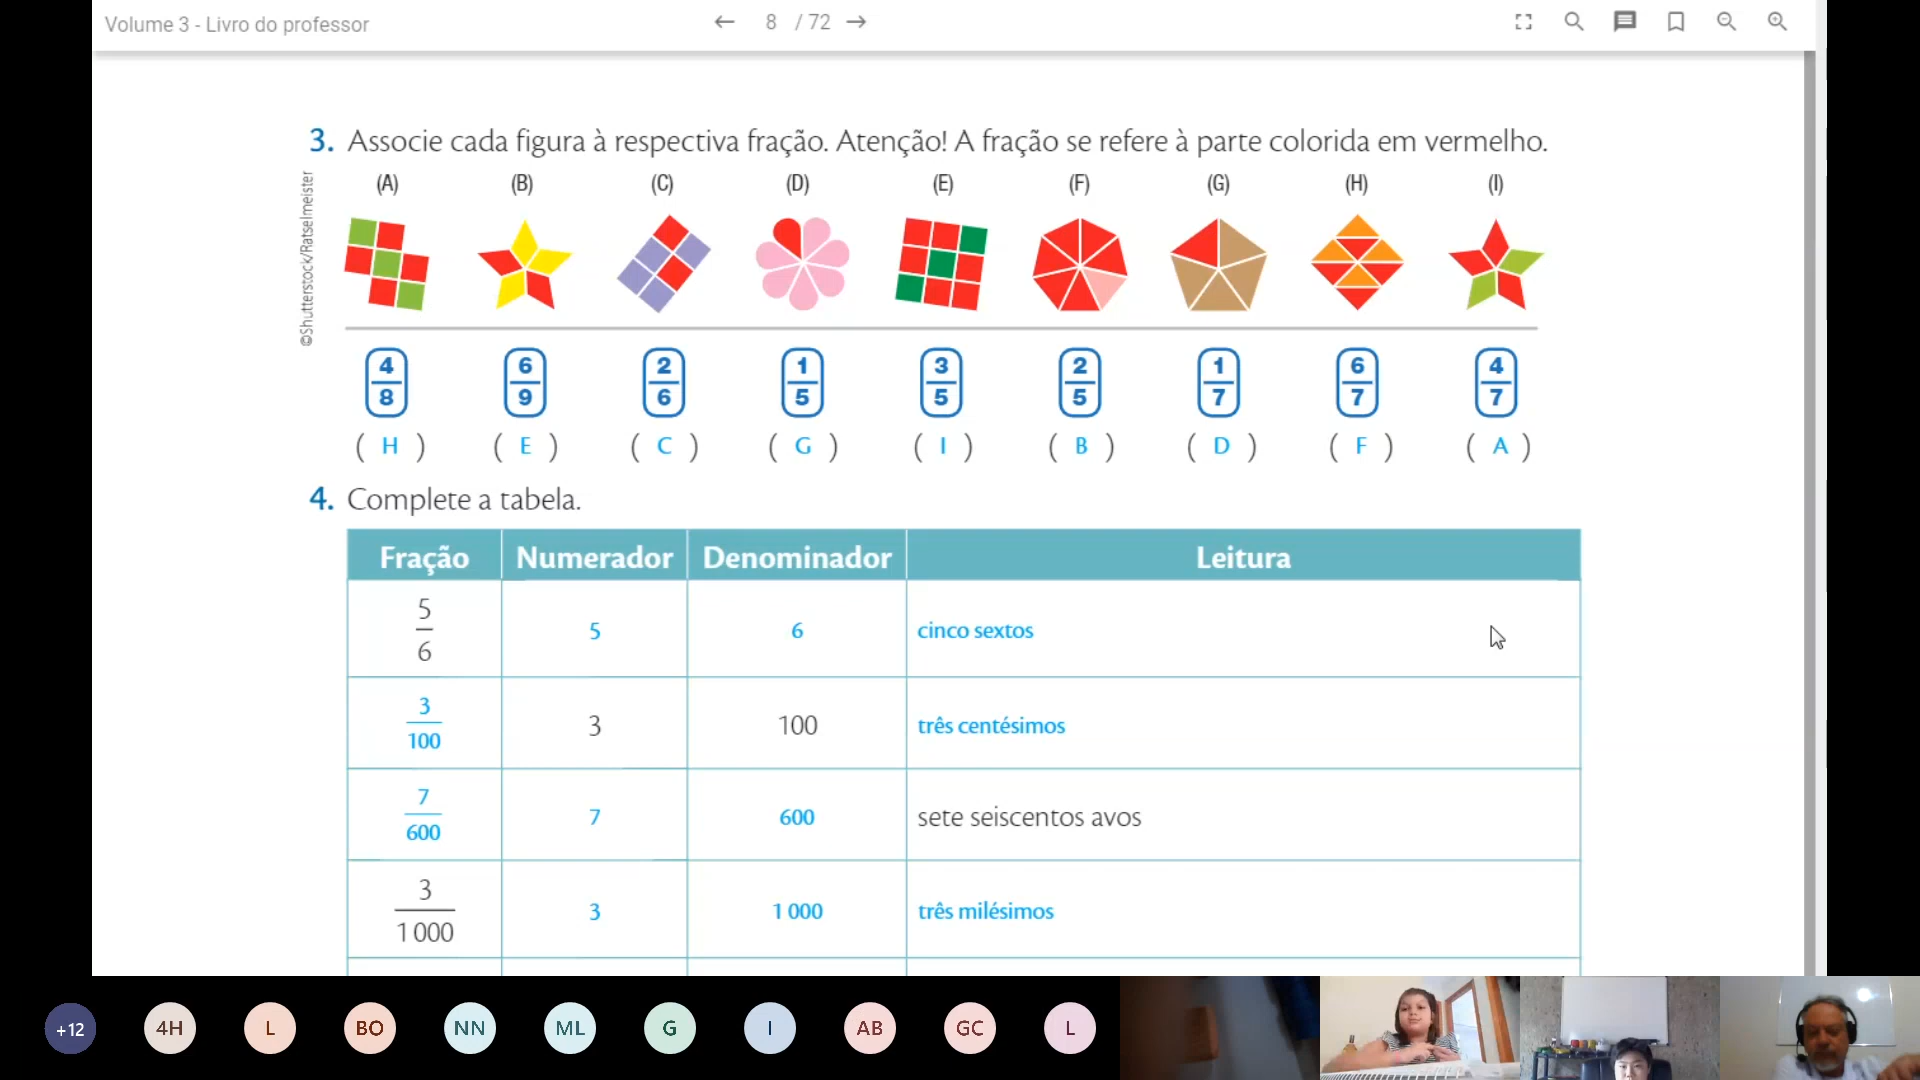 Volume 3 - Livro do professor
8 / 72
3. Associe cada figura à respectiva fração. Atenção! A fração se refere à parte colorida em vermelho.
©Shutterstock/Ratselmeister
(A) (B) (C) (D) (E) (F) (G) (H) (I)
4 6 2 1 3 2 1 6 4
8 9 6 5 5 5 7 7 7
( H ) ( E ) ( C ) ( G ) ( I ) ( B ) ( D ) ( F ) ( A )
4. Complete a tabela.
Fração Numerador Denominador Leitura
5
6
5 6 cinco sextos
3
100
3 100 três centésimos
7
600
7 600 sete seiscentos avos
3
1 000
3 1 000 três milésimos
+12 4H L BO NN ML G I AB GC L